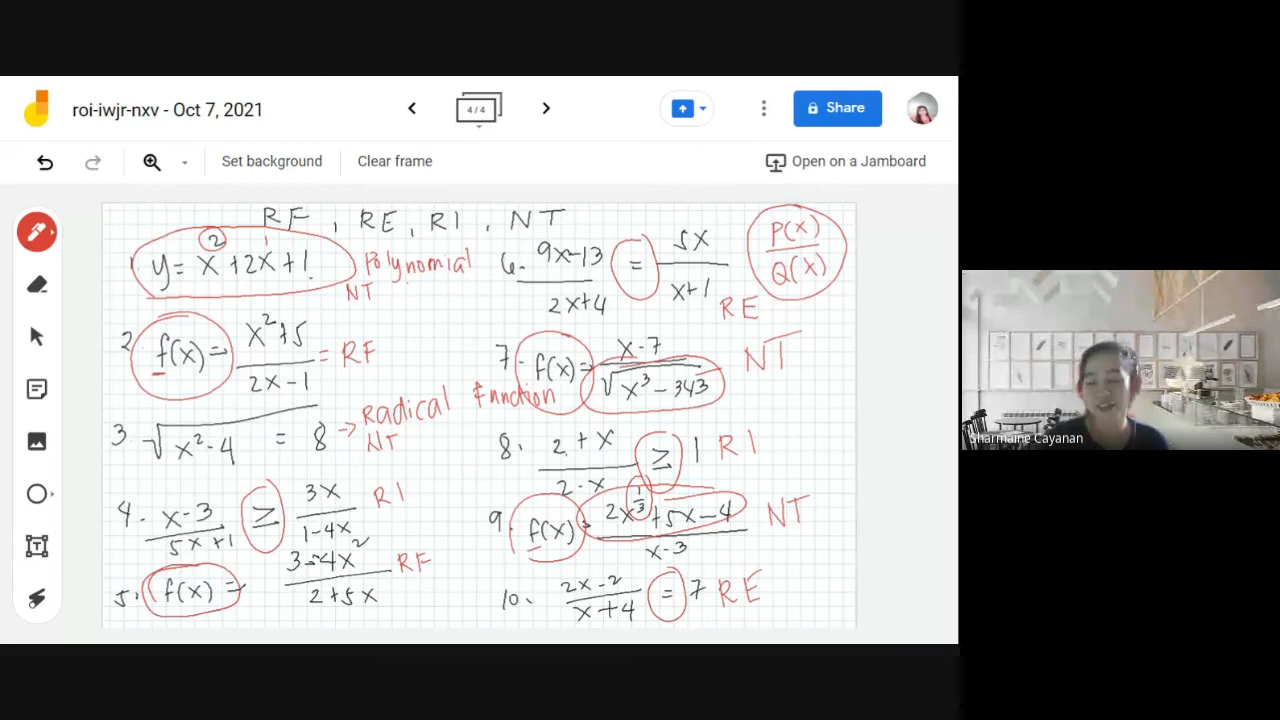 roi-iwjr-nxv - Oct 7, 2021
4 / 4
Share
Set background
Clear frame
Open on a Jamboard
RF , RE, RI , NT
1 y = x² + 2x¹ + 1 Polynomial
NT
2 f(x) = x² + 5 / 2x - 1 = RF
3 √x² - 4 = 8 → Radical function
NT
4. x - 3 / 5x + 1 ≥ 3x / 1 - 4x RI
5. f(x) = 3 - 4x² / 2 + 5x RF
6. 9x - 13 / 2x + 4 = 5x / x + 1 RE
P(x) / Q(x)
7. f(x) = x - 7 / √x³ - 343 NT
8. 2 + x / 2 - x ≥ 1 RI
9. f(x) = 2x^1/3 + 5x - 4 / x - 3 NT
10. 2x - 2 / x + 4 = 7 RE
Sharmaine Cayanan